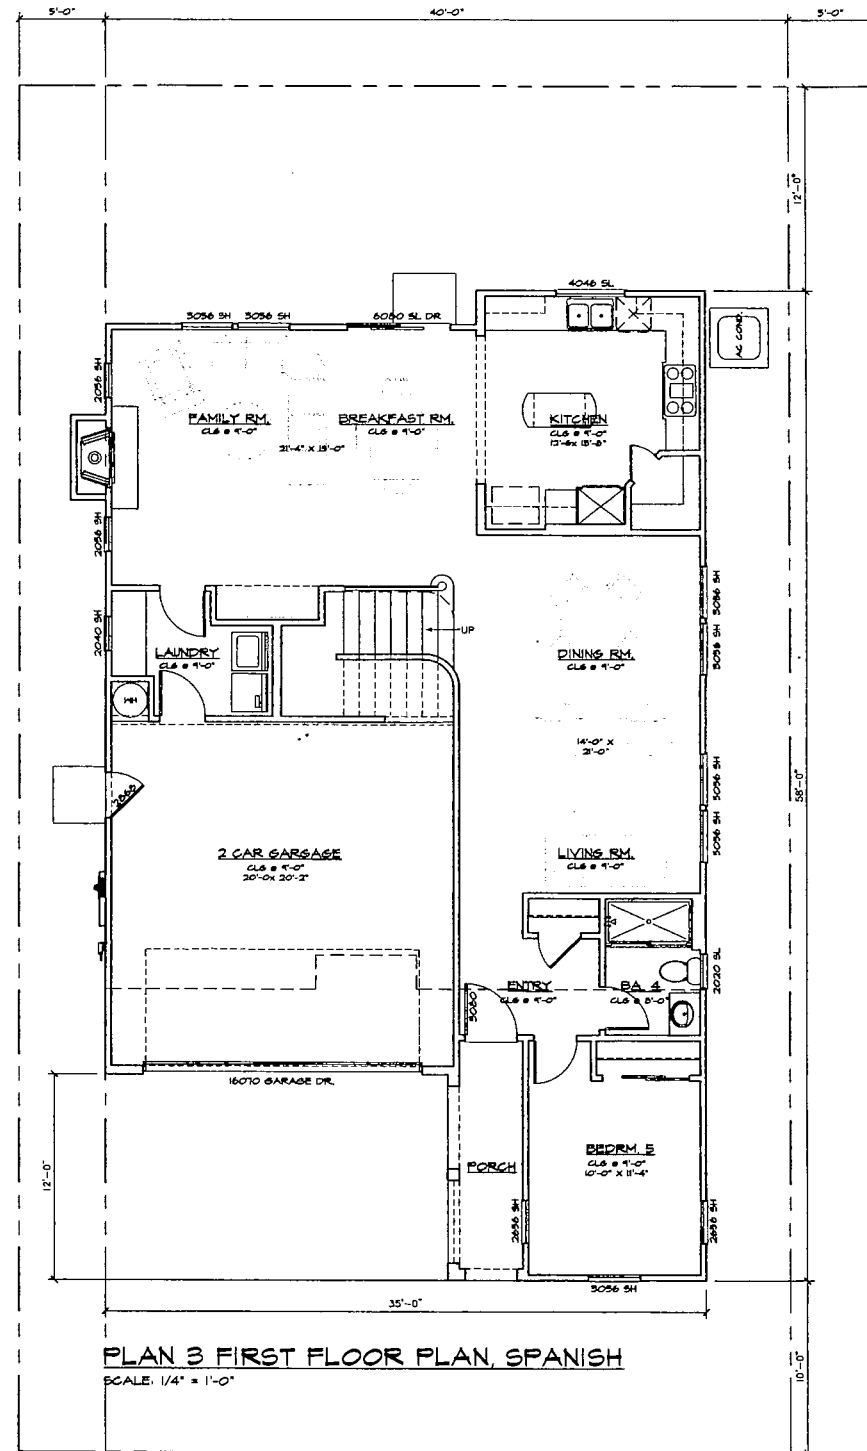 5'-0" 40'-0" 5'-0"
12'-0"
4046 SL
3056 SH 3056 SH 6080 SL DR
AC COND.
2056 SH
FAMILY RM. BREAKFAST RM. KITCHEN
CLG @ 9'-0" CLG @ 9'-0" CLG @ 9'-0"
21'-4" X 15'-0"
2056 SH
3056 SH
2040 SH
UP
3056 SH
LAUNDRY DINING RM.
CLG @ 9'-0" CLG @ 9'-0"
WH
14'-0" X
21'-0"
3056 SH
58'-0"
2868
3056 SH
2 CAR GARGAGE LIVING RM.
CLG @ 9'-0" CLG @ 9'-0"
20'-0x 20'-2"
2020 SL
ENTRY BA. 4
CLG @ 9'-0" CLG @ 8'-0"
3080
16070 GARAGE DR.
BEDRM. 5
CLG @ 9'-0"
10'-0" X 11'-4"
PORCH
12'-0"
2656 SH 2656 SH
3056 SH
35'-0"
PLAN 3 FIRST FLOOR PLAN, SPANISH
SCALE: 1/4" = 1'-0"
10'-0"